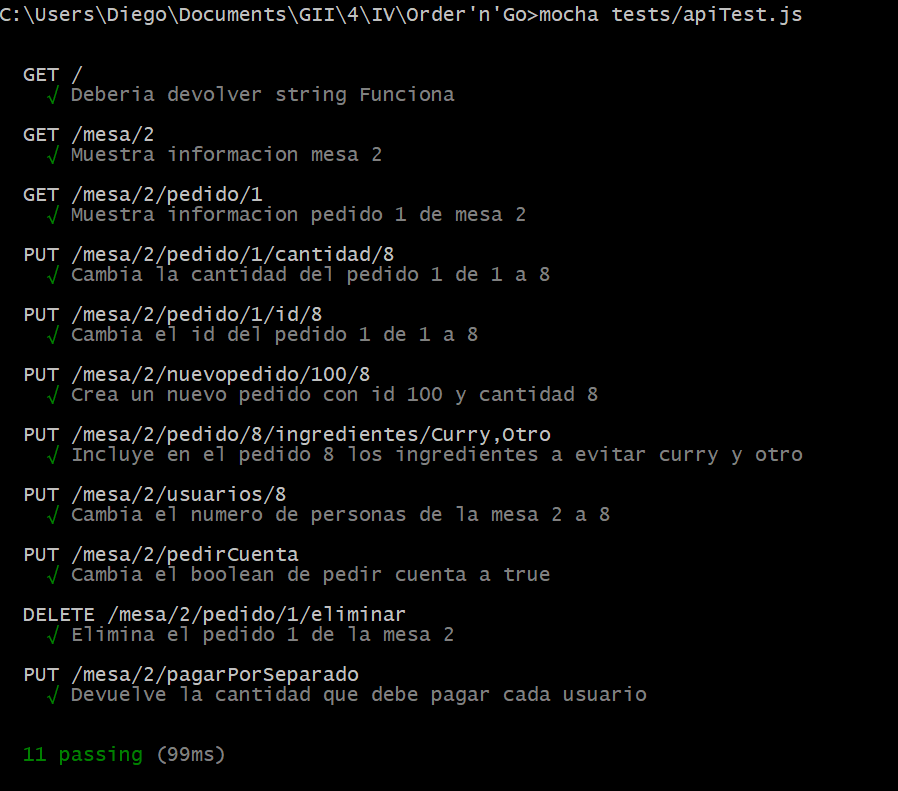 C:\Users\Diego\Documents\GII\4\IV\Order'n'Go>mocha tests/apiTest.js
GET /
√ Deberia devolver string Funciona
GET /mesa/2
√ Muestra informacion mesa 2
GET /mesa/2/pedido/1
√ Muestra informacion pedido 1 de mesa 2
PUT /mesa/2/pedido/1/cantidad/8
√ Cambia la cantidad del pedido 1 de 1 a 8
PUT /mesa/2/pedido/1/id/8
√ Cambia el id del pedido 1 de 1 a 8
PUT /mesa/2/nuevopedido/100/8
√ Crea un nuevo pedido con id 100 y cantidad 8
PUT /mesa/2/pedido/8/ingredientes/Curry,Otro
√ Incluye en el pedido 8 los ingredientes a evitar curry y otro
PUT /mesa/2/usuarios/8
√ Cambia el numero de personas de la mesa 2 a 8
PUT /mesa/2/pedirCuenta
√ Cambia el boolean de pedir cuenta a true
DELETE /mesa/2/pedido/1/eliminar
√ Elimina el pedido 1 de la mesa 2
PUT /mesa/2/pagarPorSeparado
√ Devuelve la cantidad que debe pagar cada usuario
11 passing (99ms)